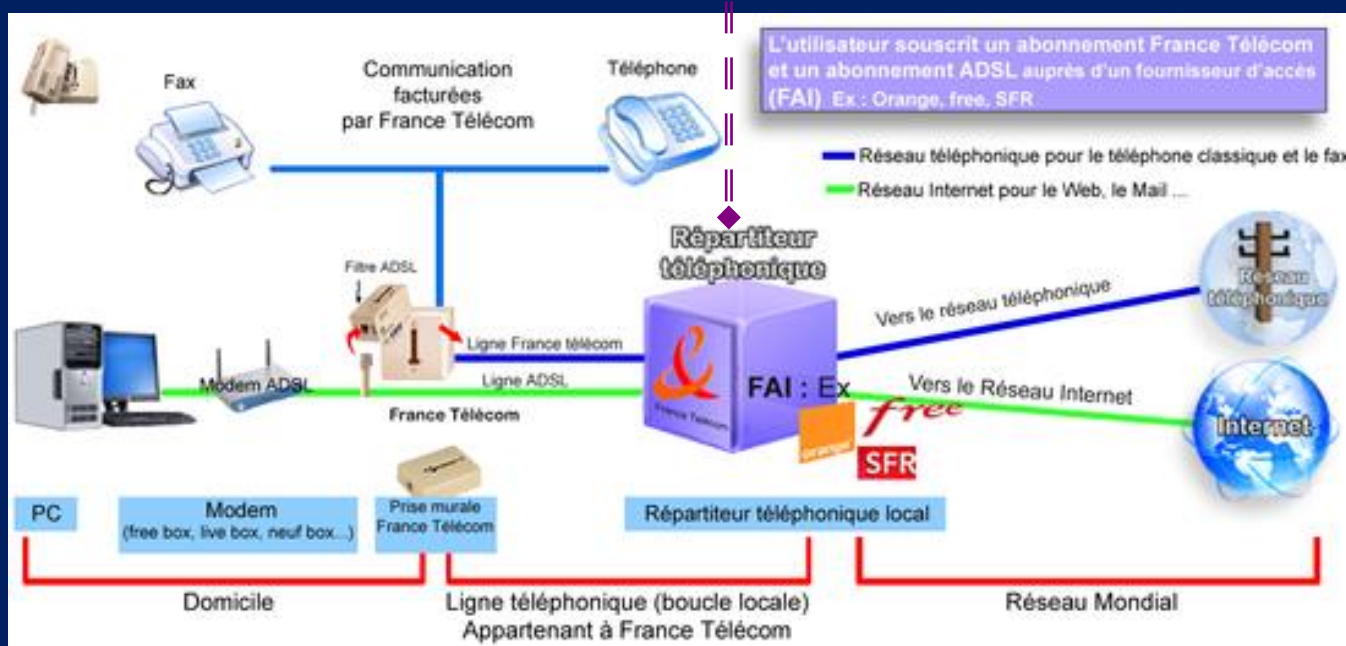 L'utilisateur souscrit un abonnement France Télécom
et un abonnement ADSL auprès d'un fournisseur d'accès
(FAI) Ex : Orange, free, SFR
Fax
Communication
facturées
par France Télécom
Téléphone
Réseau téléphonique pour le téléphone classique et le fax
Réseau Internet pour le Web, le Mail ...
Répartiteur
téléphonique
Filtre ADSL
Réseau
téléphonique
Vers le réseau téléphonique
Ligne France télécom
Modem ADSL
Ligne ADSL
France Télécom
France Télécom
FAI : Ex
orange
free
SFR
Vers le Réseau Internet
Internet
PC
Modem
(free box, live box, neuf box...)
Prise murale
France Télécom
Répartiteur téléphonique local
Domicile
Ligne téléphonique (boucle locale)
Appartenant à France Télécom
Réseau Mondial